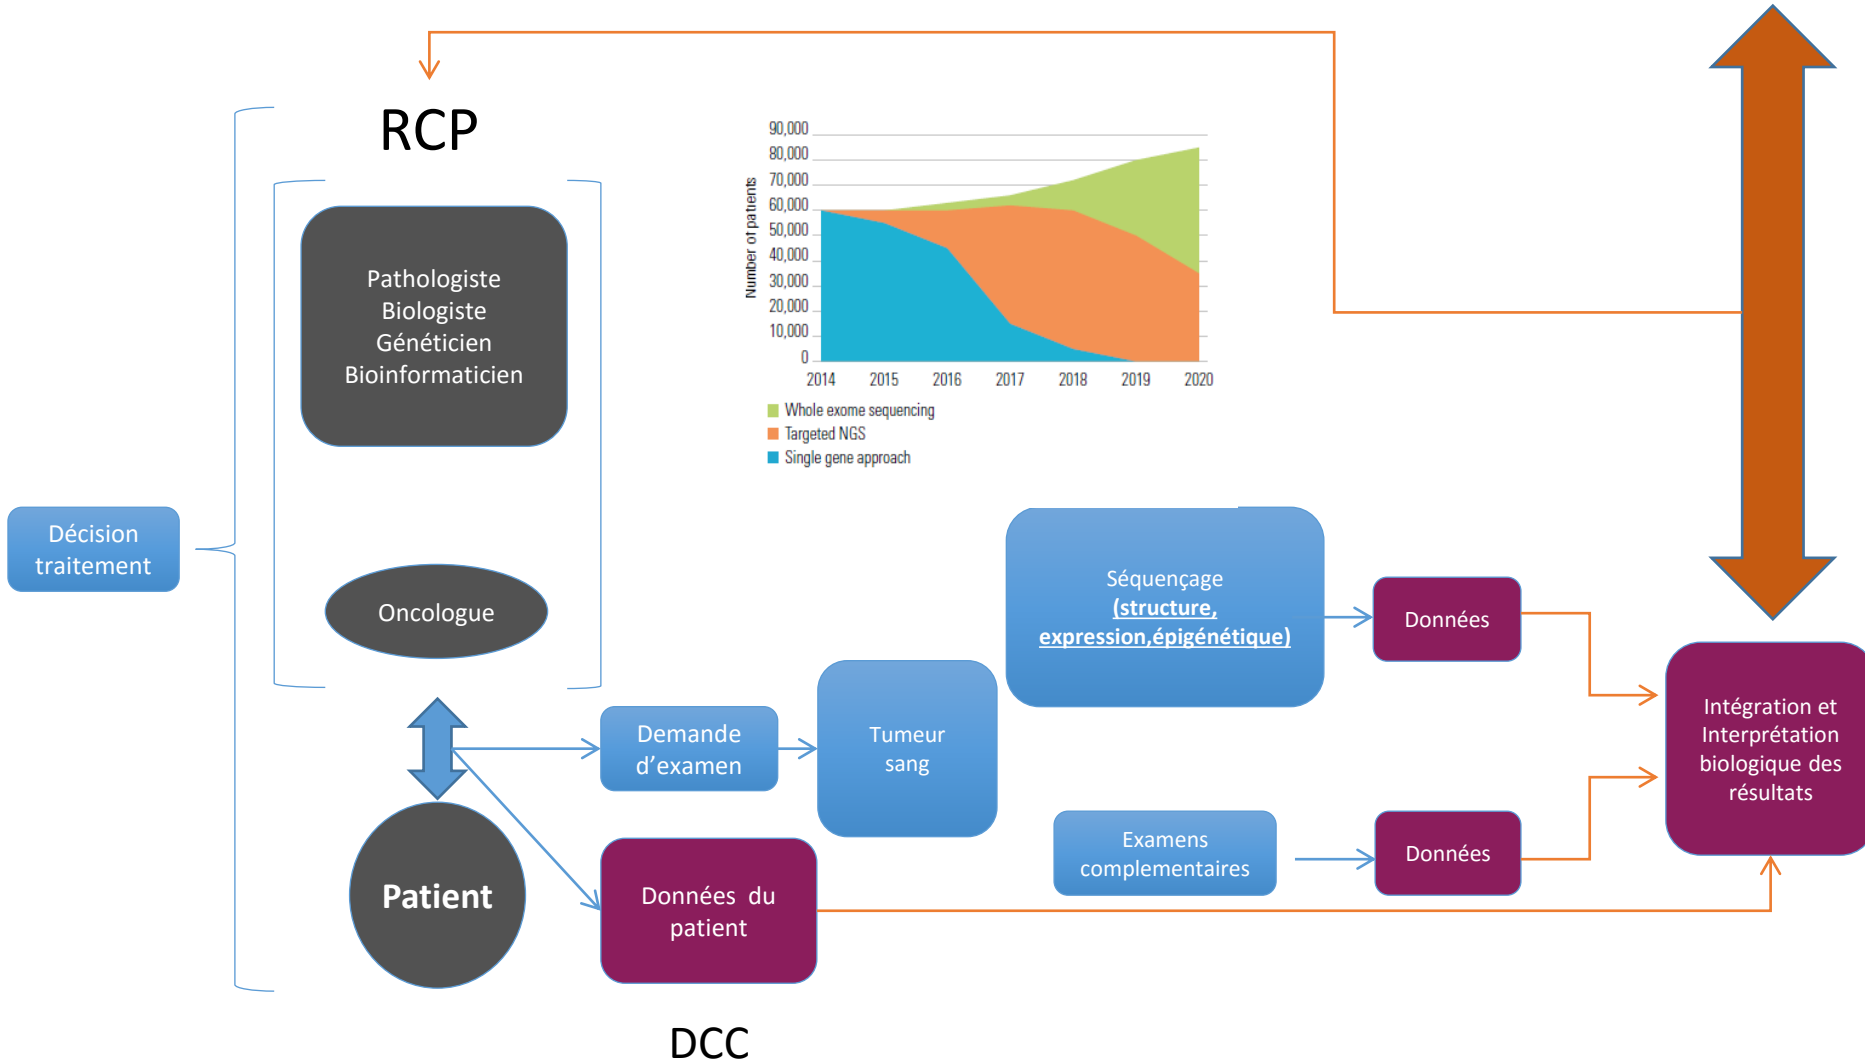 RCP
Pathologiste
Biologiste
Généticien
Bioinformaticien
Oncologue
Décision
traitement
Patient
90,000
80,000
70,000
60,000
50,000
40,000
30,000
20,000
10,000
0
Number of patients
2014 2015 2016 2017 2018 2019 2020
Whole exome sequencing
Targeted NGS
Single gene approach
Demande
d'examen
Tumeur
sang
Données du
patient
Séquençage
(structure,
expression,épigénétique)
Données
Examens
complementaires
Données
Intégration et
Interprétation
biologique des
résultats
DCC